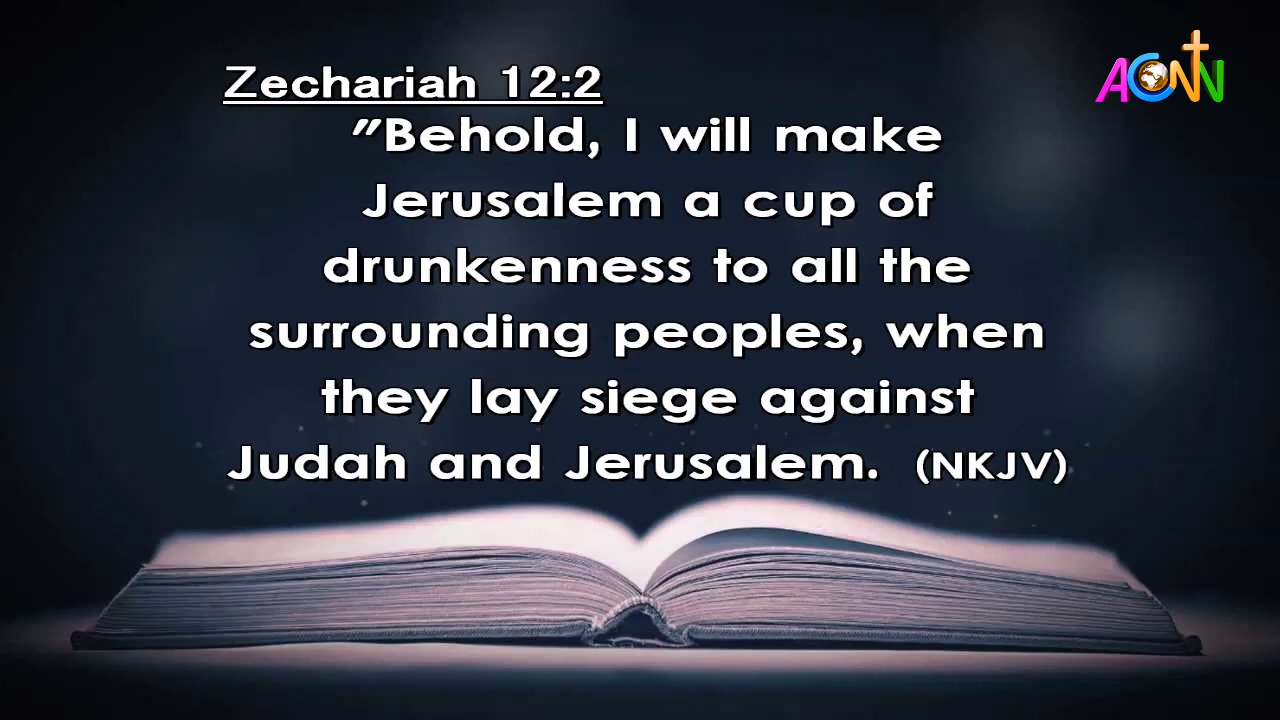 Zechariah 12:2
ACNN
"Behold, I will make
Jerusalem a cup of
drunkenness to all the
surrounding peoples, when
they lay siege against
Judah and Jerusalem. (NKJV)